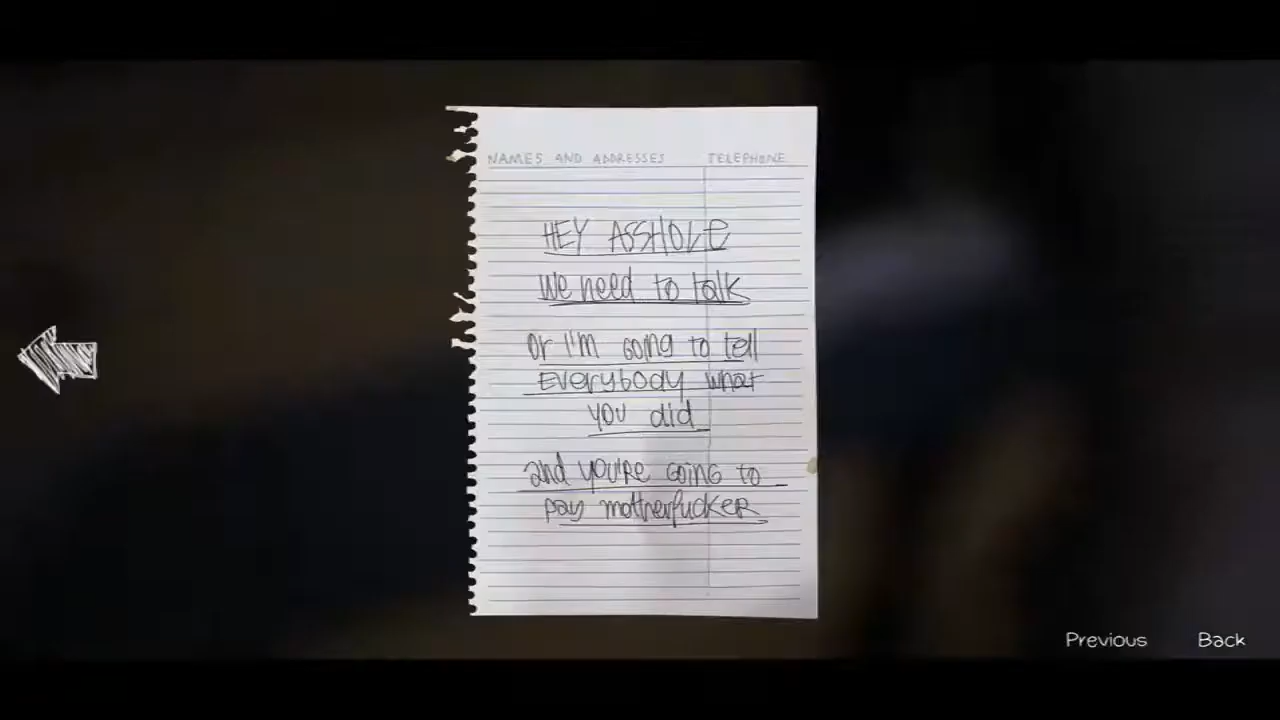 NAMES AND ADDRESSES TELEPHONE
HEY ASSHOLE
We need to talk
Or I'm going to tell
Everybody what
you did
and you're going to
pay motherfucker
Previous Back